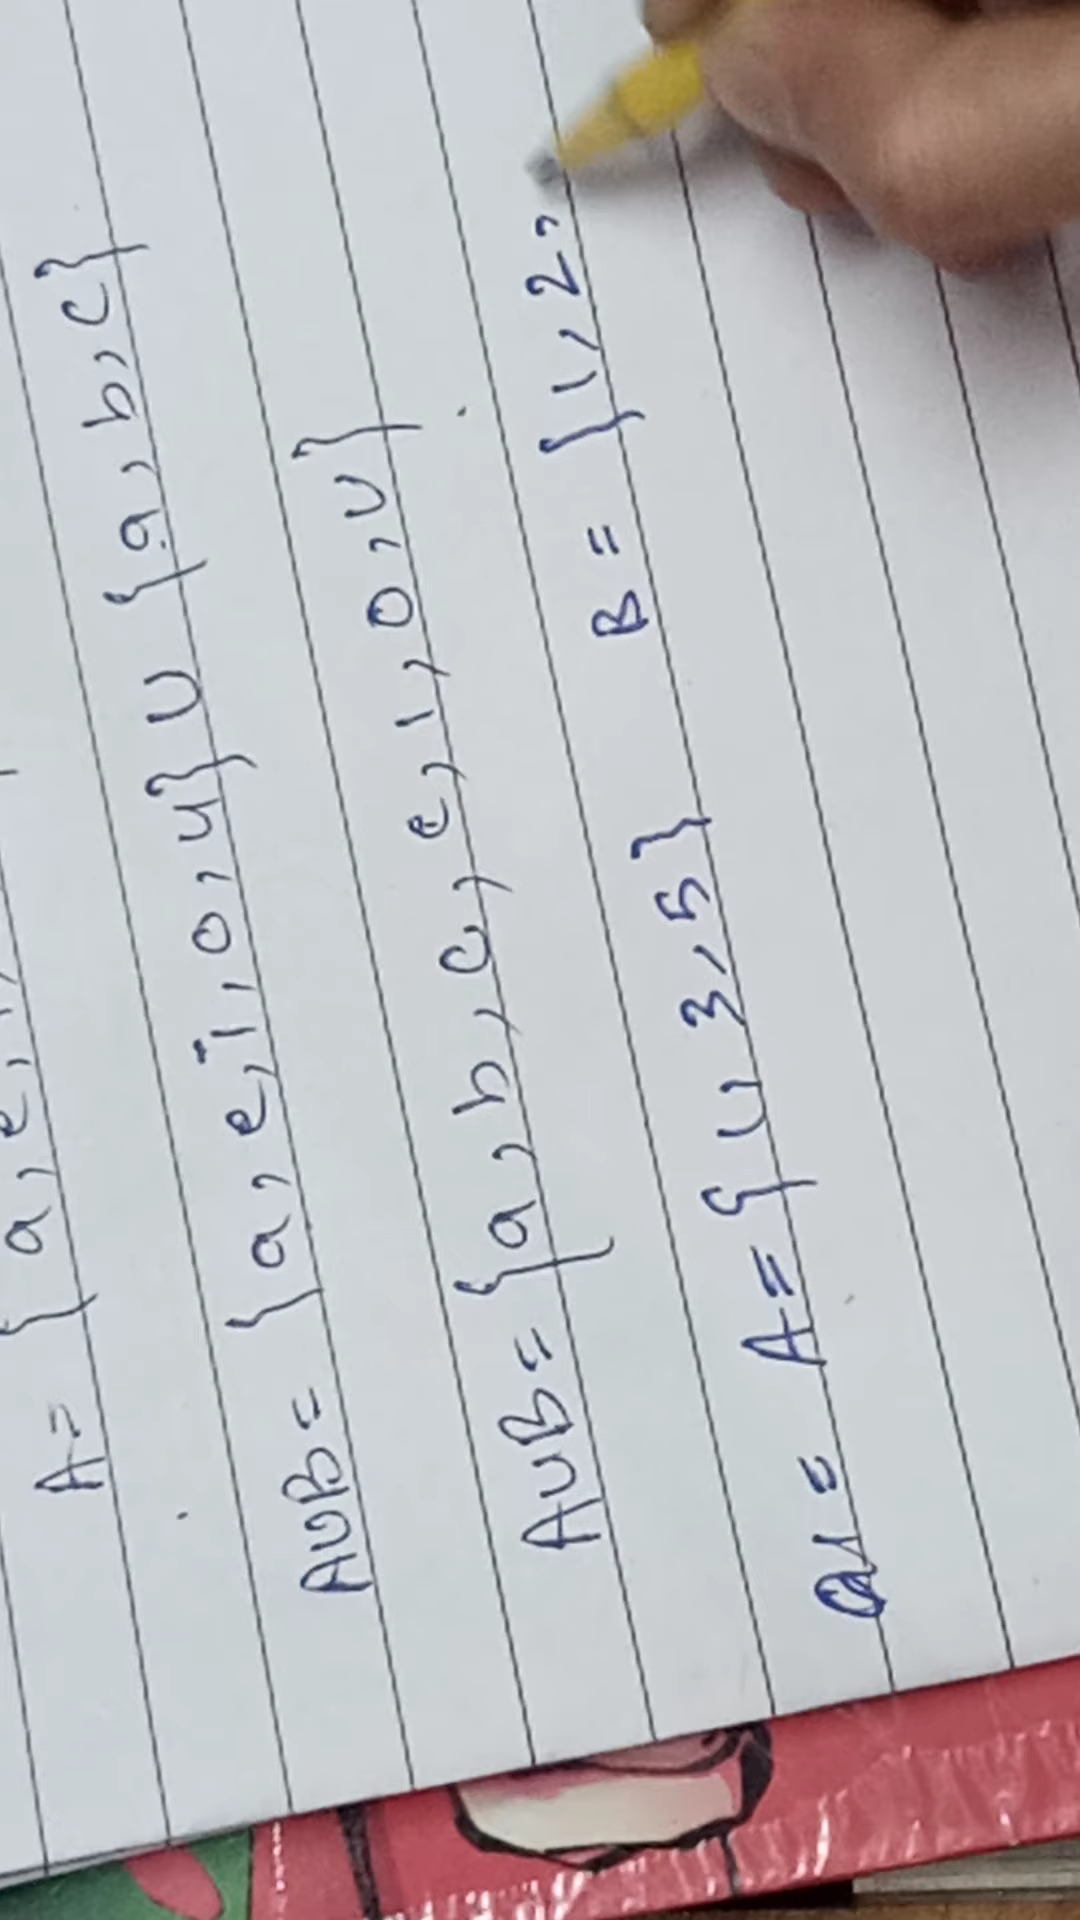 A = { a, e,
AUB = {a, e, i, o, u} U {a, b, c}
AUB = {a, b, c, e, i, o, u}
Q1 = A = {1, 3, 5} B = {1, 2,